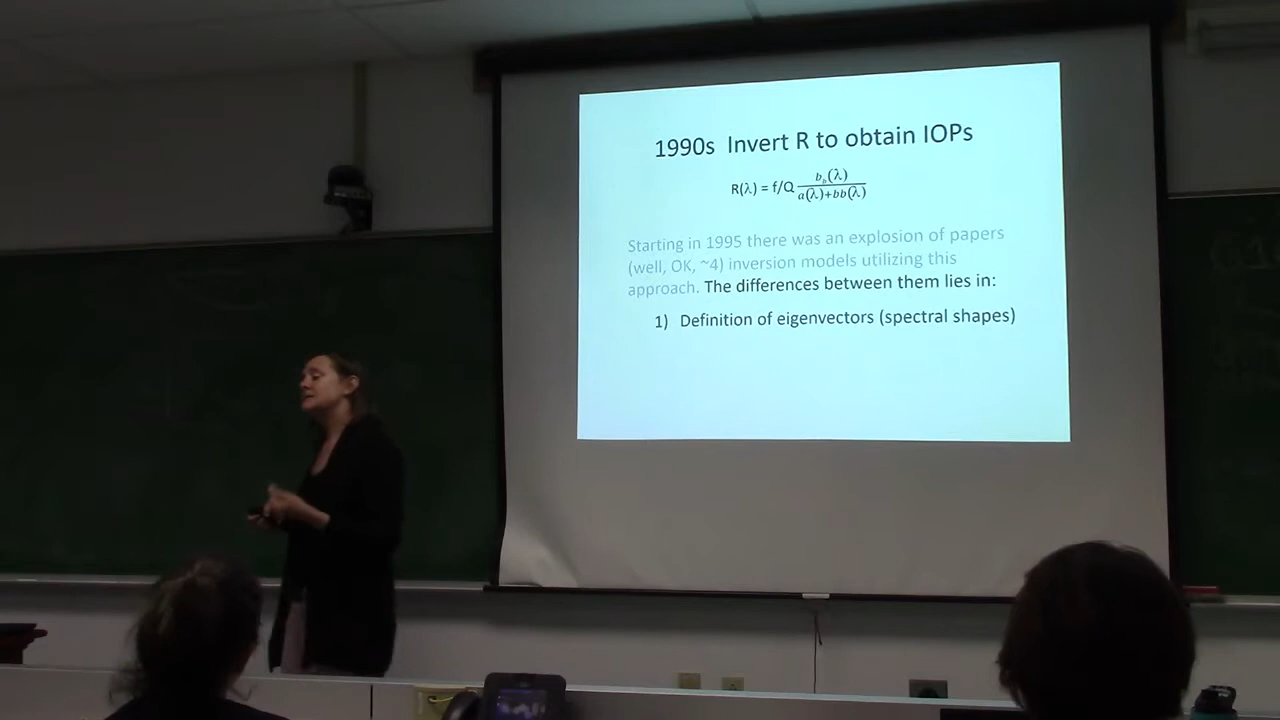 1990s Invert R to obtain IOPs
R(λ) = f/Q b_b(λ) / a(λ)+bb(λ)
Starting in 1995 there was an explosion of papers
(well, OK, ~4) inversion models utilizing this
approach. The differences between them lies in:
1) Definition of eigenvectors (spectral shapes)